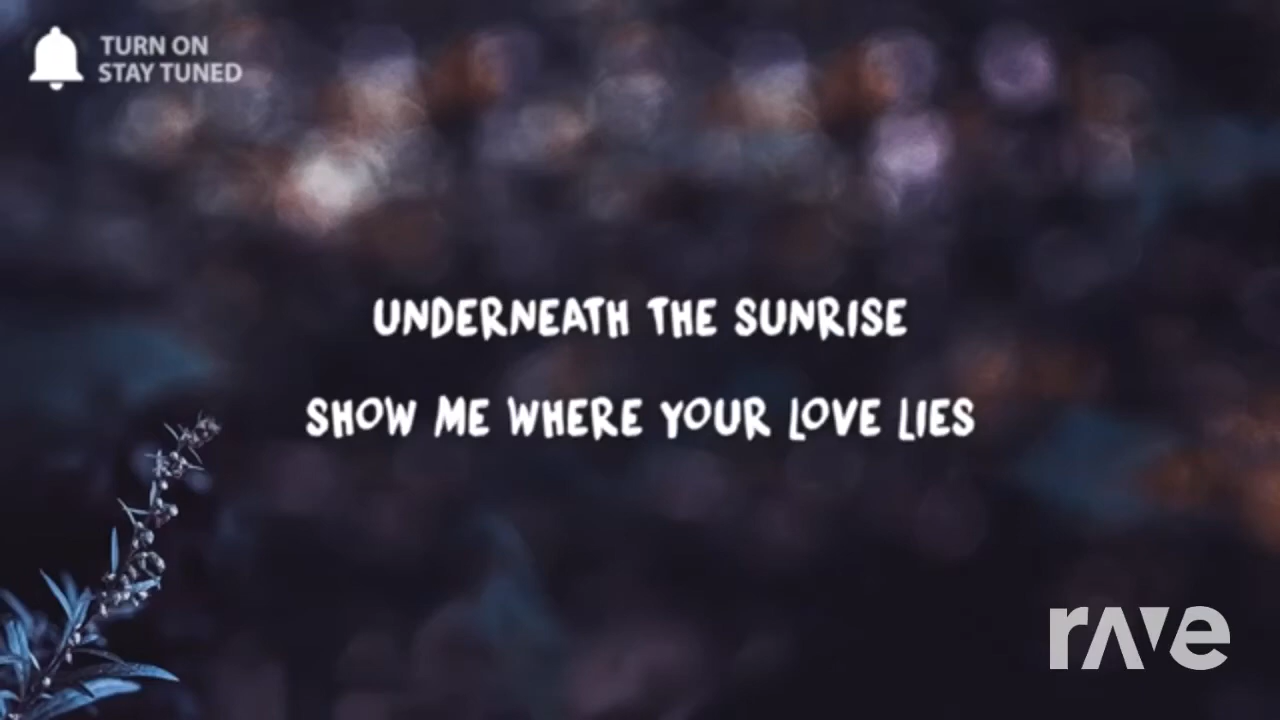 TURN ON
STAY TUNED
UNDERNEATH THE SUNRISE
SHOW ME WHERE YOUR LOVE LIES
rave